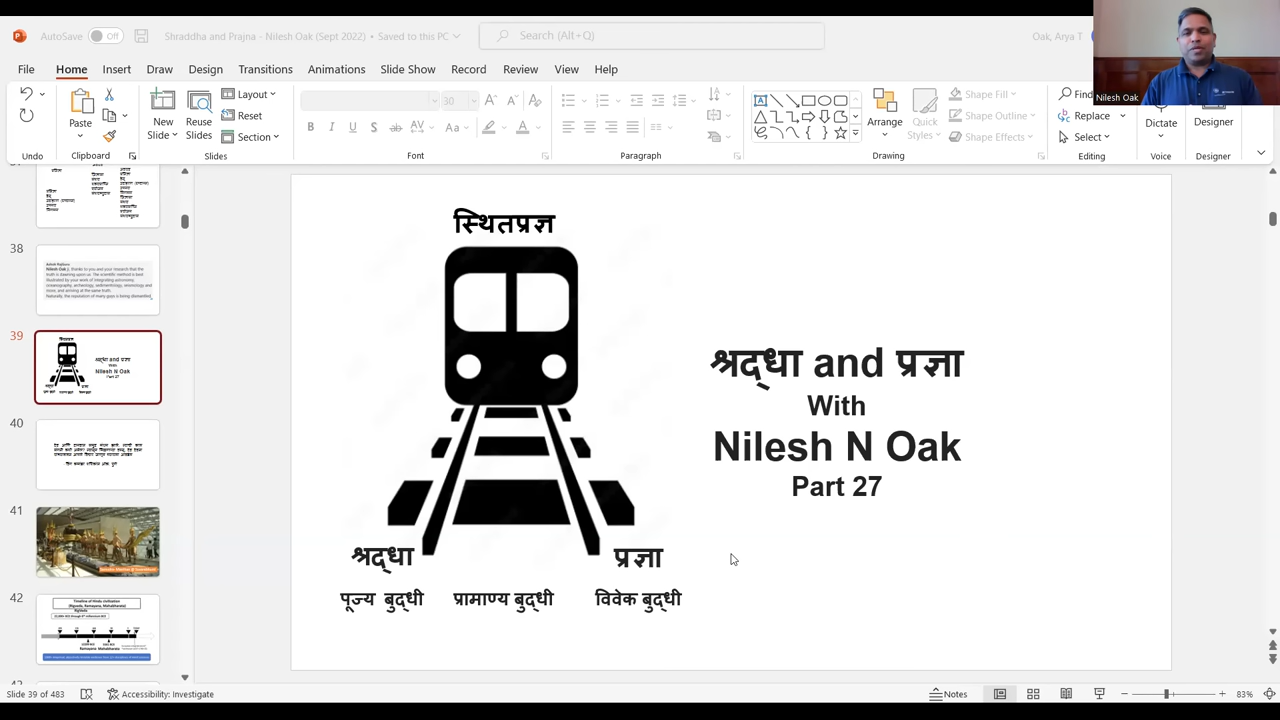 AutoSave
Off
Shraddha and Prajna - Nilesh Oak (Sept 2022) • Saved to this PC
Search (Alt+Q)
Oak, Arya T
Nilesh Oak
File
Home
Insert
Draw
Design
Transitions
Animations
Slide Show
Record
Review
View
Help
Paste
New Slide
Reuse Slides
Layout
Reset
Section
30
Arrange
Quick Styles
Shape Fill
Shape Outline
Shape Effects
Find
Replace
Select
Dictate
Designer
Undo
Clipboard
Slides
Font
Paragraph
Drawing
Editing
Voice
Designer
38
39
40
41
42
स्थितप्रज्ञ
श्रद्धा and प्रज्ञा
With
Nilesh N Oak
Part 27
श्रद्धा
प्रज्ञा
पूज्य बुद्धी
प्रामाण्य बुद्धी
विवेक बुद्धी
Slide 39 of 483
Accessibility: Investigate
Notes
83%